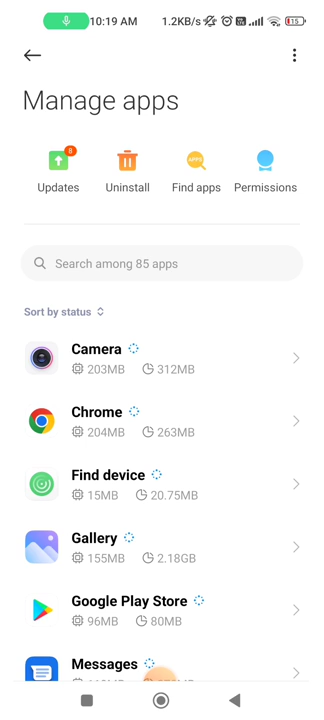 10:19 AM 1.2KB/s 15
Manage apps
8
Updates Uninstall Find apps Permissions
APPS
Search among 85 apps
Sort by status
Camera
203MB 312MB
Chrome
204MB 263MB
Find device
15MB 20.75MB
Gallery
155MB 2.18GB
Google Play Store
96MB 80MB
Messages